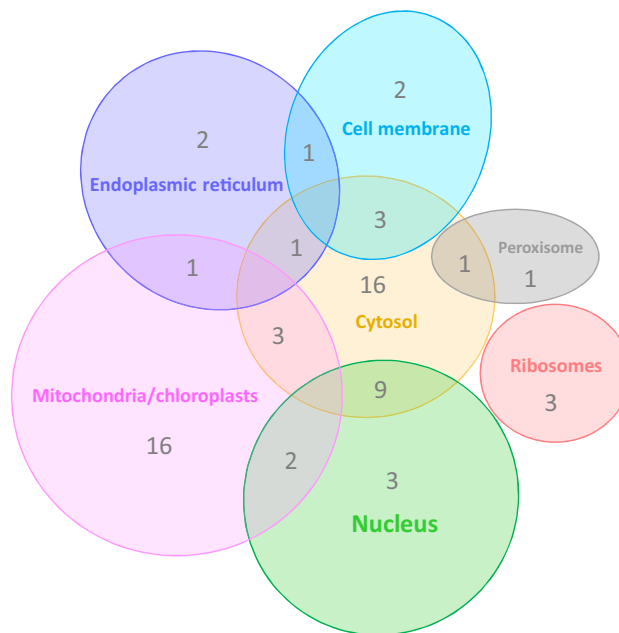 2
2
Cell membrane
1
Endoplasmic reticulum
3
1
1
Peroxisome
1
1
16
Cytosol
3
Ribosomes
3
9
Mitochondria/chloroplasts
16
2
3
Nucleus